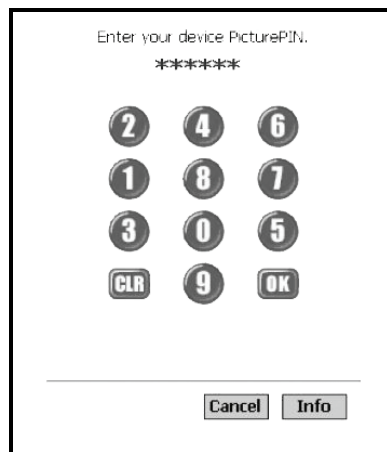 Enter your device PicturePIN.
******
2 4 6
1 8 7
3 0 5
CLR 9 OK
Cancel Info